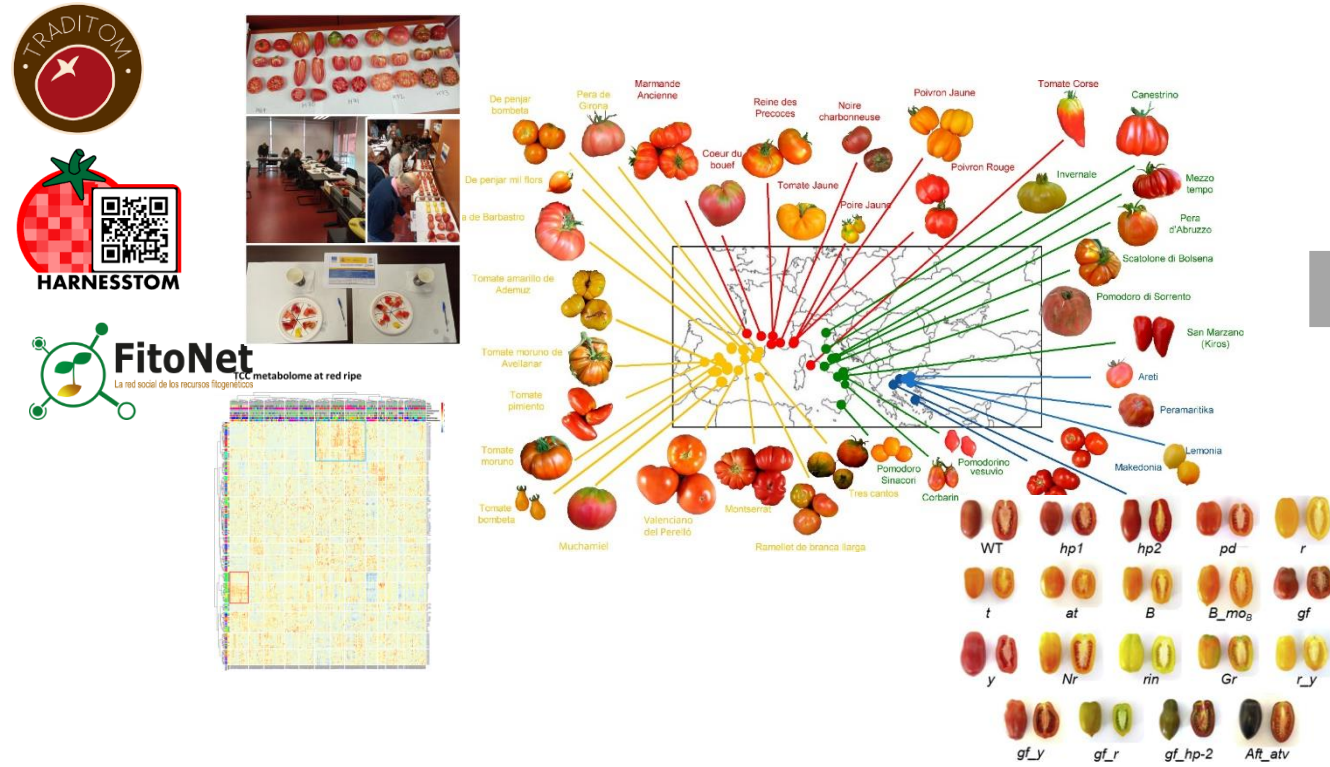 TRADITOM
HARNESSTOM
FitoNet
La red social de los recursos fitogenéticos
TCC metabolome at red ripe
De penjar
bombeta
Pera de
Girona
Marmande
Ancienne
Reine des
Precoces
Noire
charbonneuse
Poivron Jaune
Tomate Corse
Canestrino
De penjar mil flors
Coeur du
bouef
Tomate Jaune
Poire Jaune
Poivron Rouge
Invernale
Mezzo
tempo
a de Barbastro
Pera
d'Abruzzo
Scatolone di Bolsena
Tomate amarillo de
Ademuz
Pomodoro di Sorrento
San Marzano
(Kiros)
Tomate moruno de
Avellanar
Areti
Tomate
pimiento
Peramaritika
Tomate
moruno
Lemonia
Makedonia
Tomate
bombeta
Muchamiel
Valenciano
del Perelló
Montserrat
Tres cantos
Ramellet de branca llarga
Pomodoro
Sinacori
Corbarin
Pomodorino
vesuvio
WT
hp1
hp2
pd
r
t
at
B
B_moB
gf
y
Nr
rin
Gr
r_y
gf_y
gf_r
gf_hp-2
Aft_atv